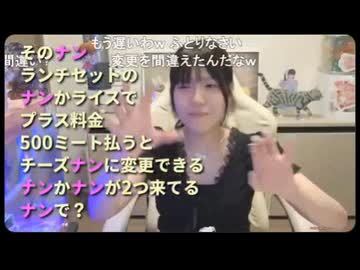 もう遅いわw ふとりなさい
間違い?
変更を間違えたんだなw
そのナン
ランチセットの
ナンかライスで
プラス料金
500ミート払うと
チーズナンに変更できる
ナンかナンが2つ来てる
ナンで?